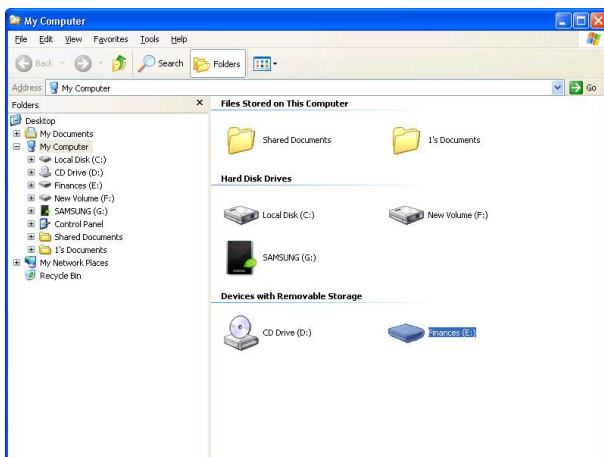 My Computer
File Edit View Favorites Tools Help
Back Search Folders
Address My Computer Go
Folders
Desktop
My Documents
My Computer
Local Disk (C:)
CD Drive (D:)
Finances (E:)
New Volume (F:)
SAMSUNG (G:)
Control Panel
Shared Documents
1's Documents
My Network Places
Recycle Bin
Files Stored on This Computer
Shared Documents 1's Documents
Hard Disk Drives
Local Disk (C:) New Volume (F:)
SAMSUNG (G:)
Devices with Removable Storage
CD Drive (D:) Finances (E:)